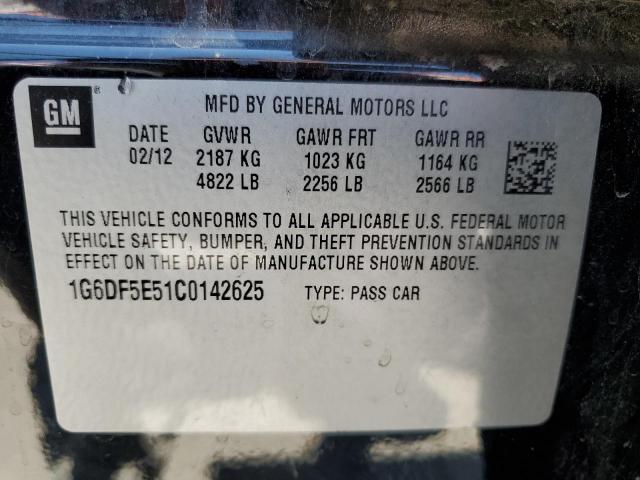 GM
MFD BY GENERAL MOTORS LLC
DATE GVWR GAWR FRT GAWR RR
02/12 2187 KG 1023 KG 1164 KG
4822 LB 2256 LB 2566 LB
THIS VEHICLE CONFORMS TO ALL APPLICABLE U.S. FEDERAL MOTOR
VEHICLE SAFETY, BUMPER, AND THEFT PREVENTION STANDARDS IN
EFFECT ON THE DATE OF MANUFACTURE SHOWN ABOVE.
1G6DF5E51C0142625 TYPE: PASS CAR